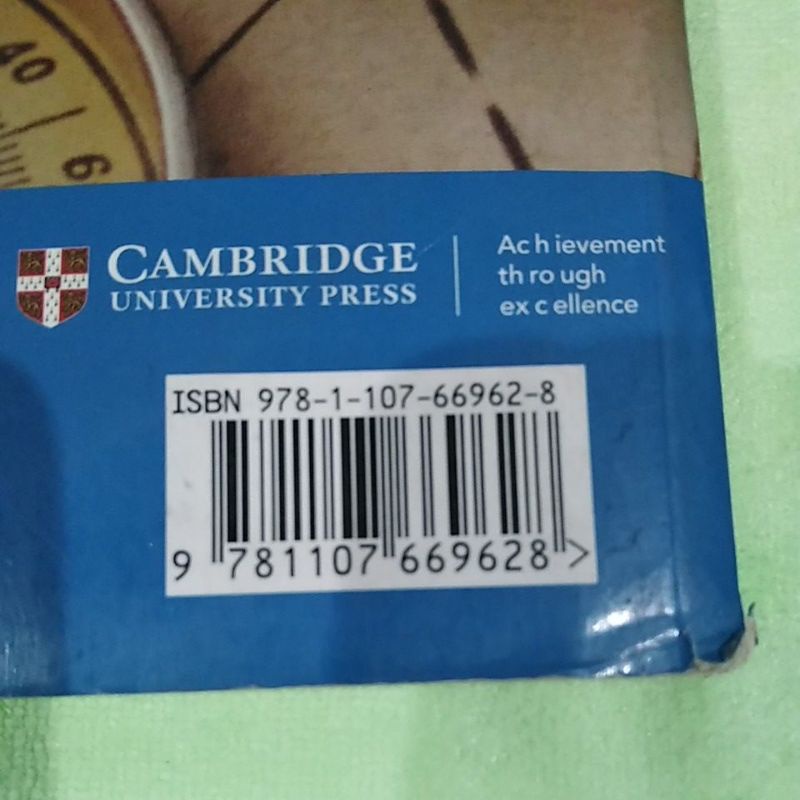 40
6
CAMBRIDGE
UNIVERSITY PRESS
Ac h ievement
th ro ugh
ex c ellence
ISBN 978-1-107-66962-8
9 781107 669628 >